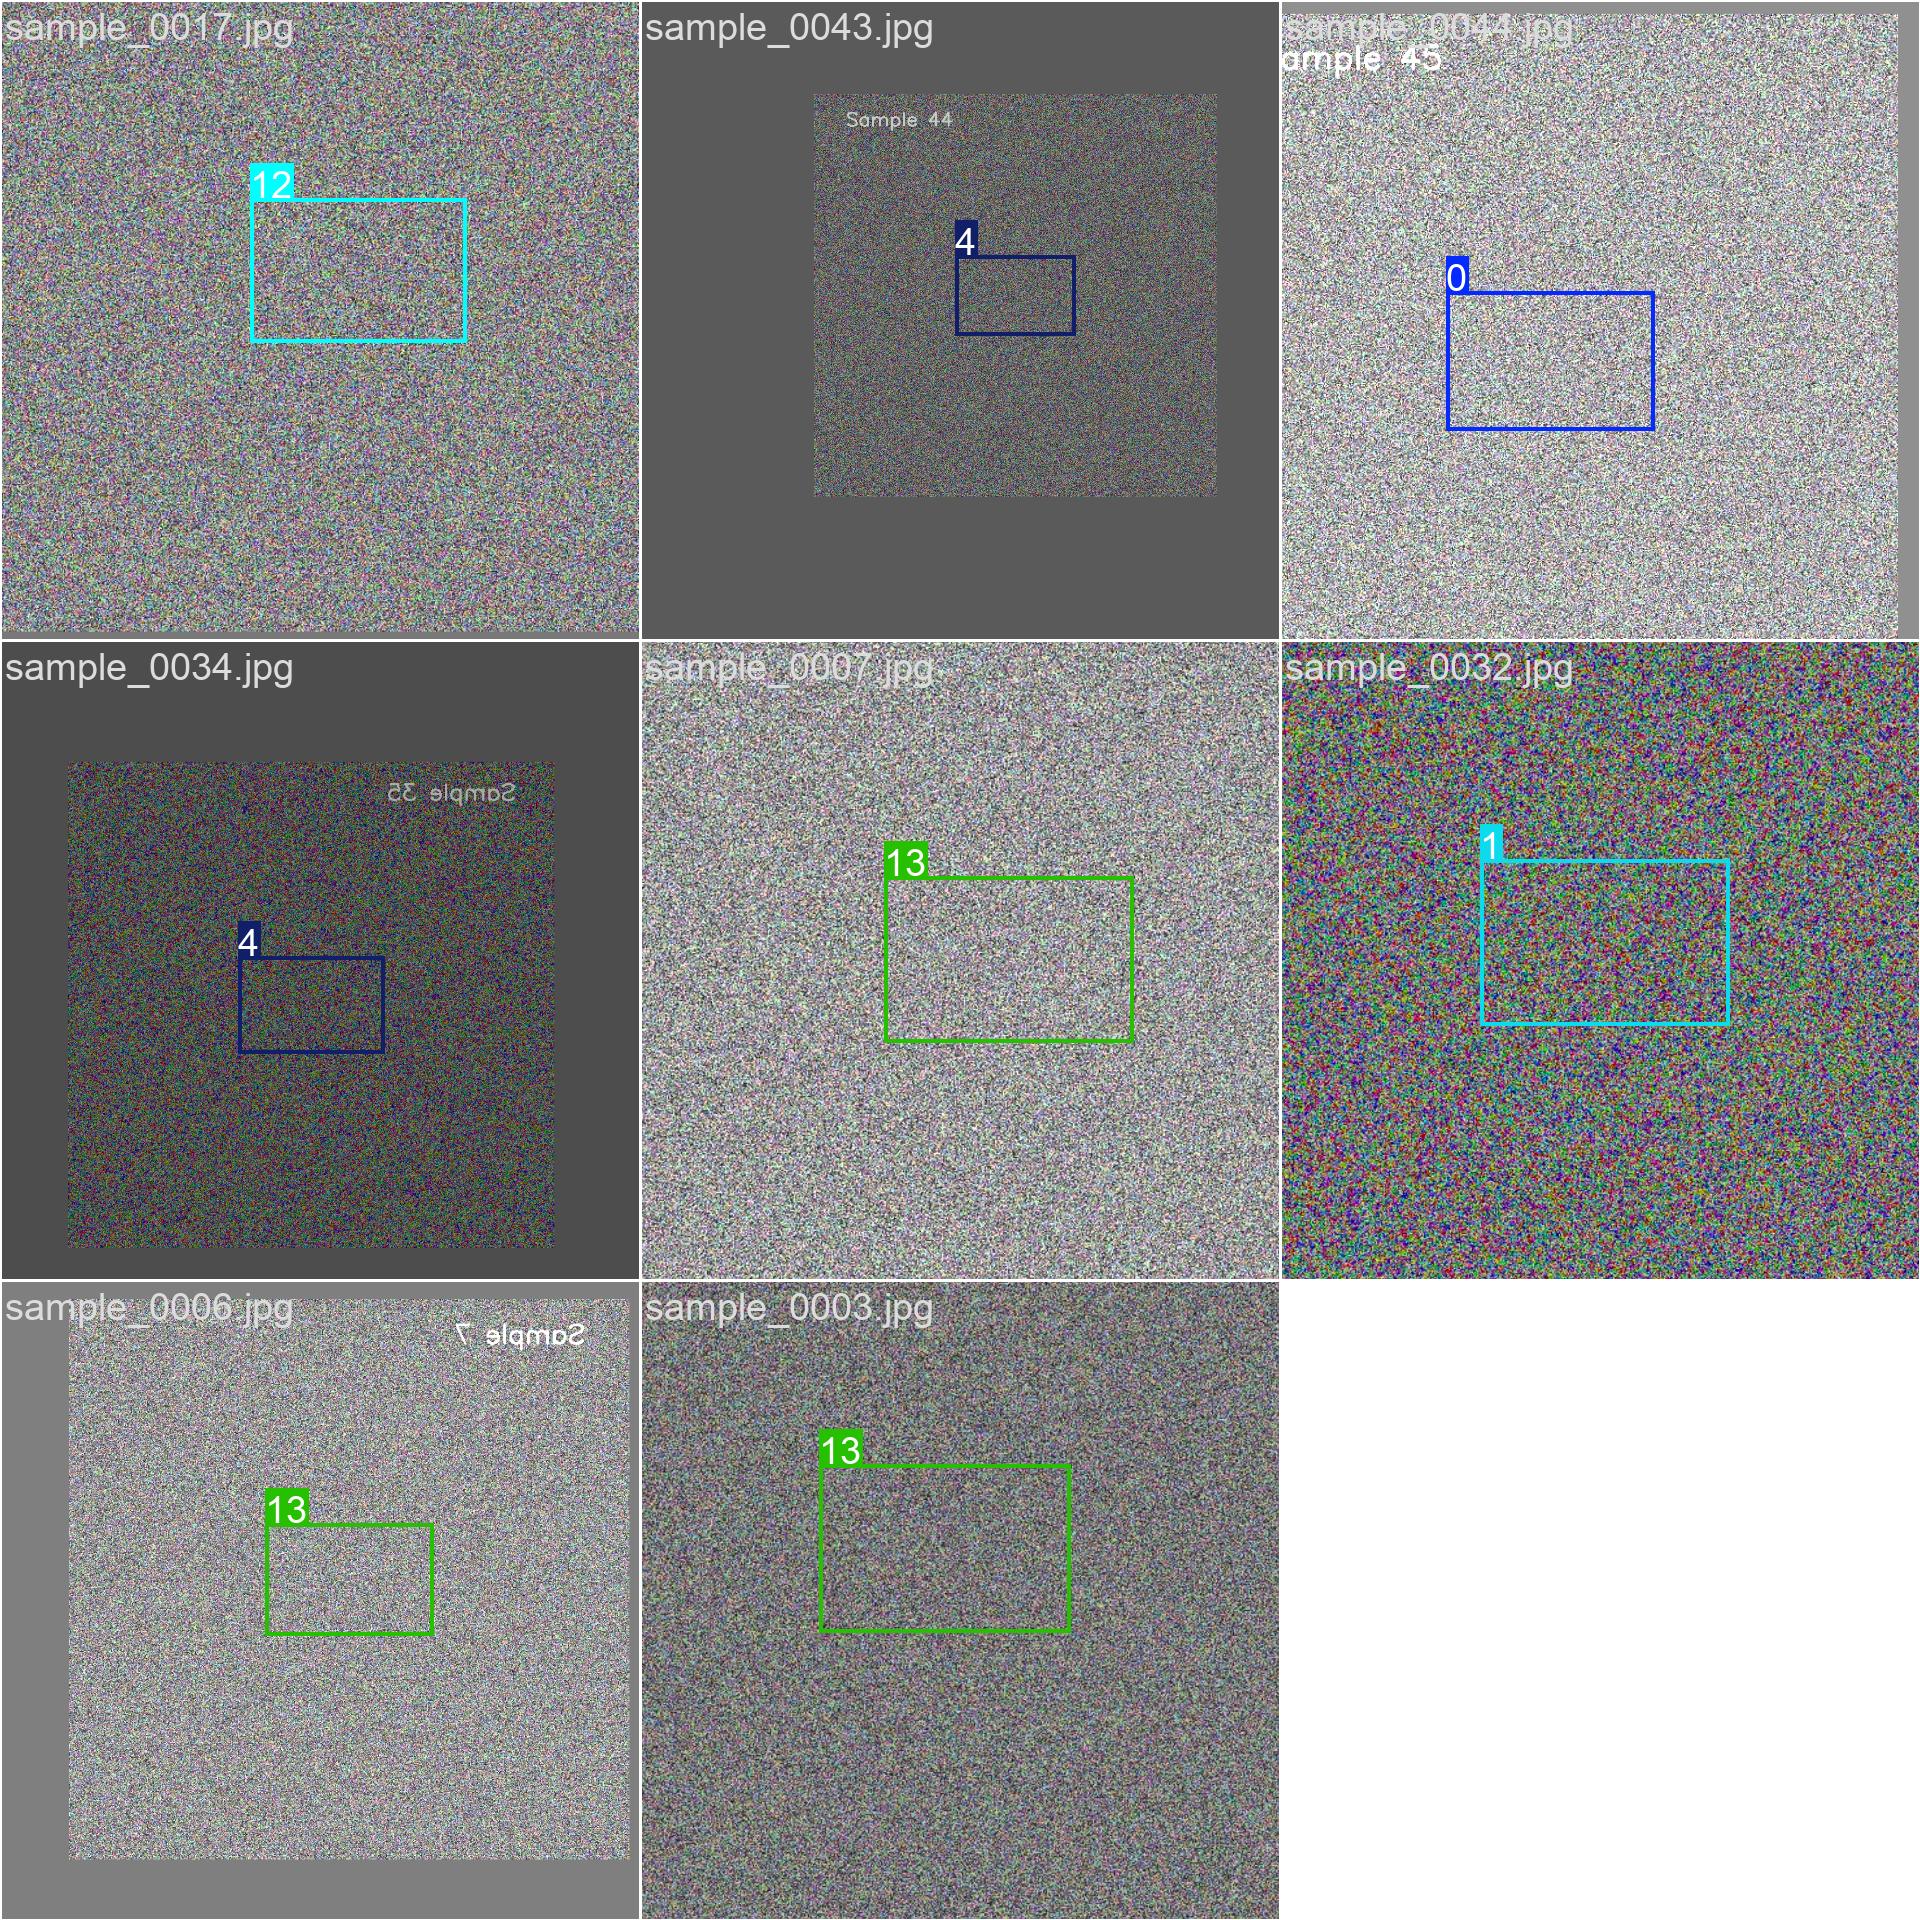 sample_0017.jpg
12
sample_0043.jpg
Sample 44
4
sample_0044.jpg
ample 45
0
sample_0034.jpg
Sample 35
4
sample_0007.jpg
13
sample_0032.jpg
1
sample_0006.jpg
Sample 7
13
sample_0003.jpg
13